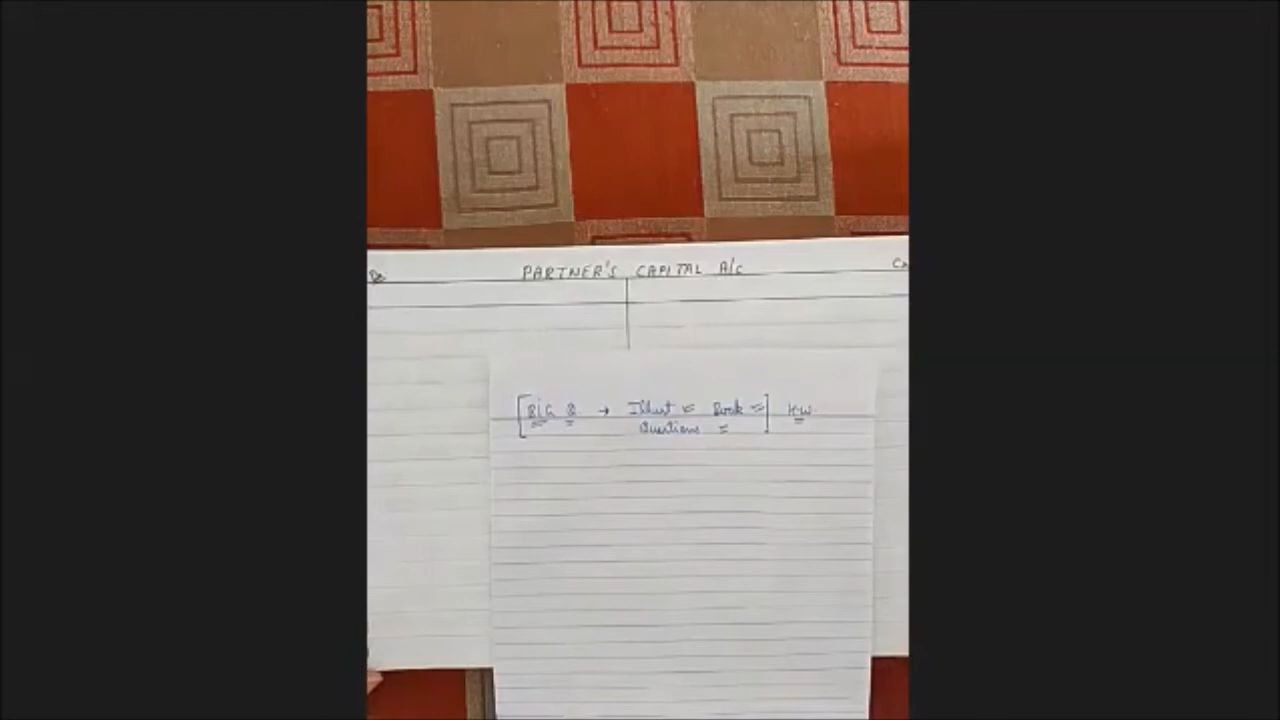 Dr PARTNER'S CAPITAL A/c Cr
[BIG Q → Illust = Book =] HW
Questions =